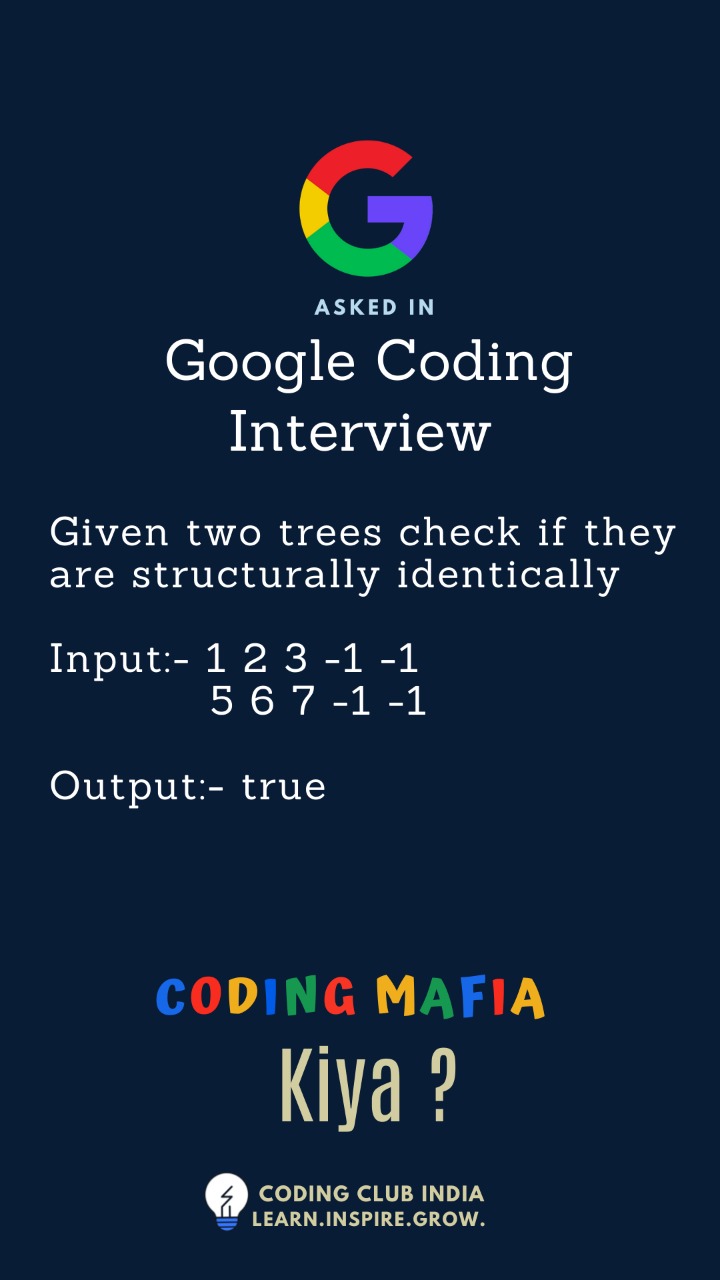 ASKED IN
Google Coding
Interview
Given two trees check if they
are structurally identically
Input:- 1 2 3 -1 -1
5 6 7 -1 -1
Output:- true
CODING MAFIA
Kiya ?
CODING CLUB INDIA
LEARN.INSPIRE.GROW.